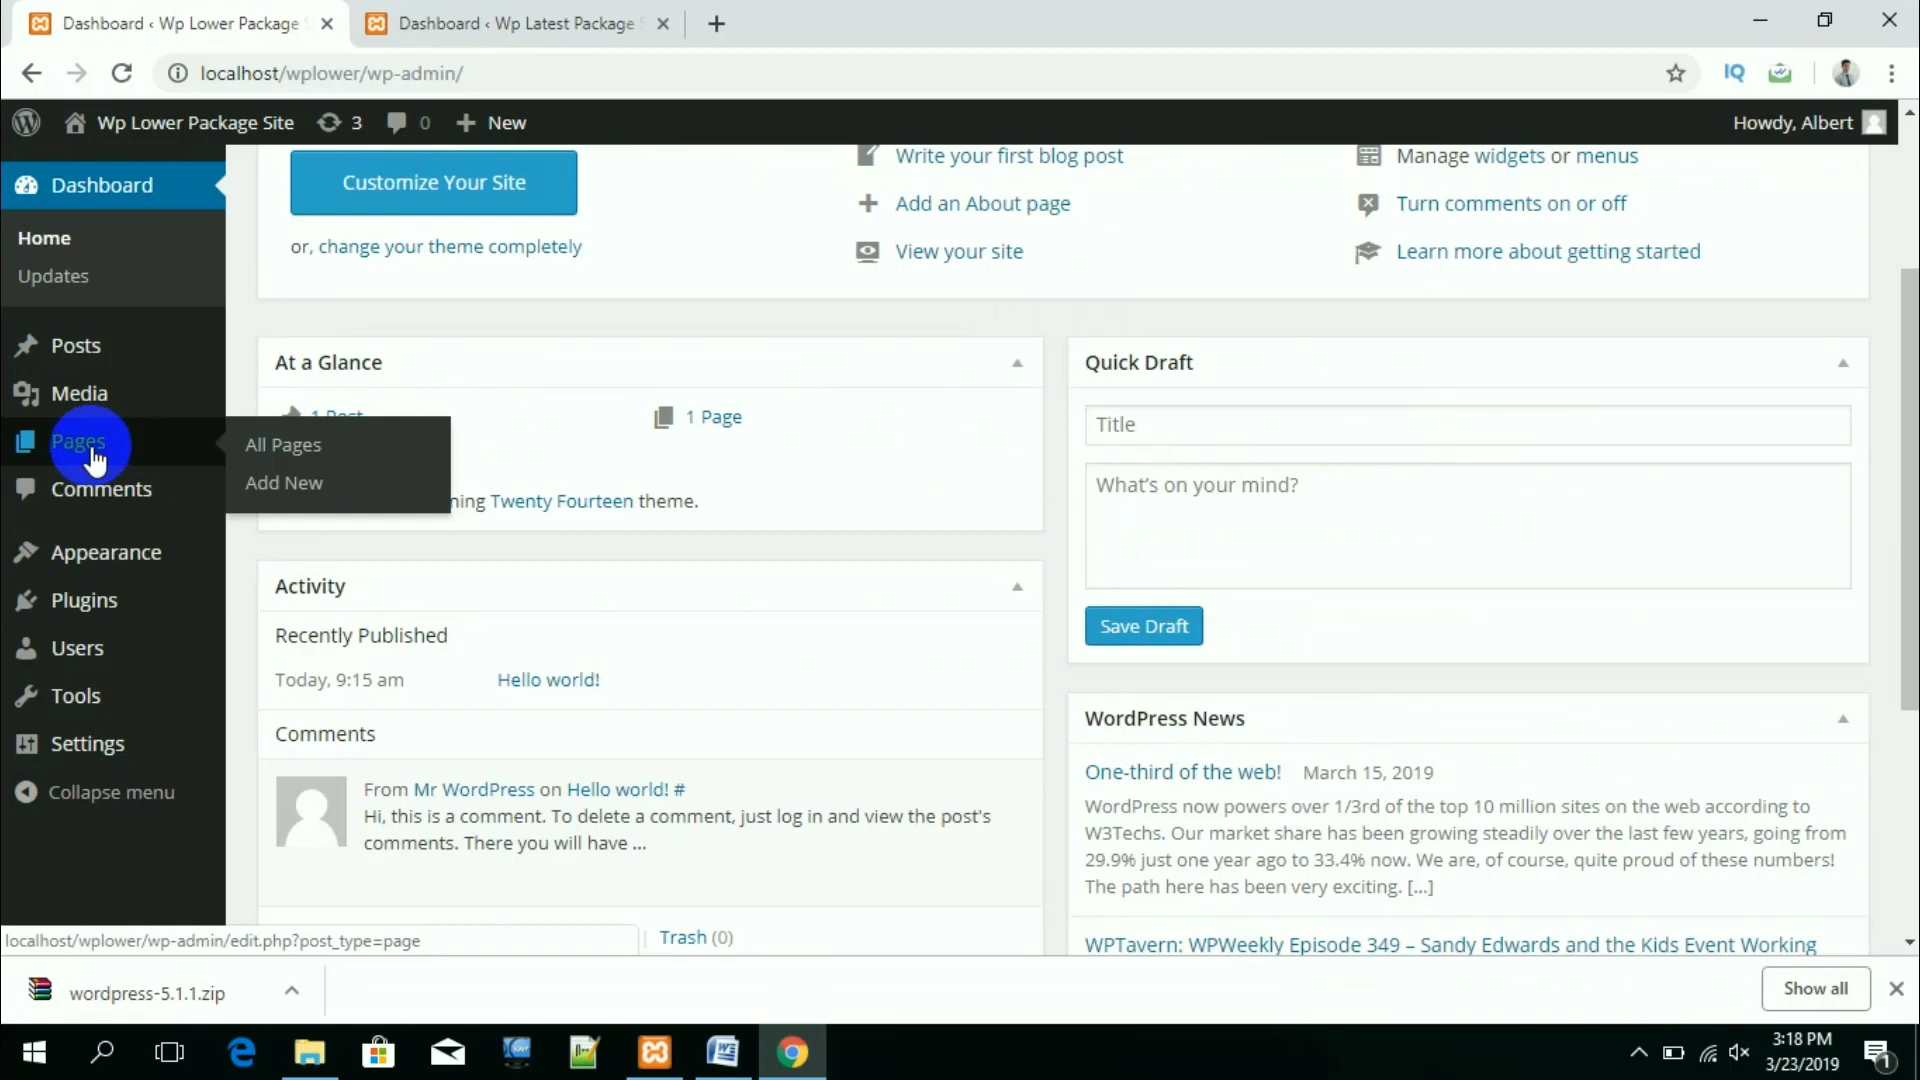 Dashboard ‹ Wp Lower Package
Dashboard ‹ Wp Latest Package
localhost/wplower/wp-admin/
IQ
Wp Lower Package Site
3
0
New
Howdy, Albert
Dashboard
Home
Updates
Posts
Media
Pages
Comments
Appearance
Plugins
Users
Tools
Settings
Collapse menu
All Pages
Add New
Customize Your Site
or, change your theme completely
Write your first blog post
Add an About page
View your site
Manage widgets or menus
Turn comments on or off
Learn more about getting started
At a Glance
1 Post
1 Page
ning Twenty Fourteen theme.
Activity
Recently Published
Today, 9:15 am
Hello world!
Comments
From Mr WordPress on Hello world! #
Hi, this is a comment. To delete a comment, just log in and view the post's
comments. There you will have ...
Trash (0)
Quick Draft
Title
What's on your mind?
Save Draft
WordPress News
One-third of the web! March 15, 2019
WordPress now powers over 1/3rd of the top 10 million sites on the web according to
W3Techs. Our market share has been growing steadily over the last few years, going from
29.9% just one year ago to 33.4% now. We are, of course, quite proud of these numbers!
The path here has been very exciting. [...]
WPTavern: WPWeekly Episode 349 – Sandy Edwards and the Kids Event Working
localhost/wplower/wp-admin/edit.php?post_type=page
wordpress-5.1.1.zip
Show all
3:18 PM
3/23/2019
1